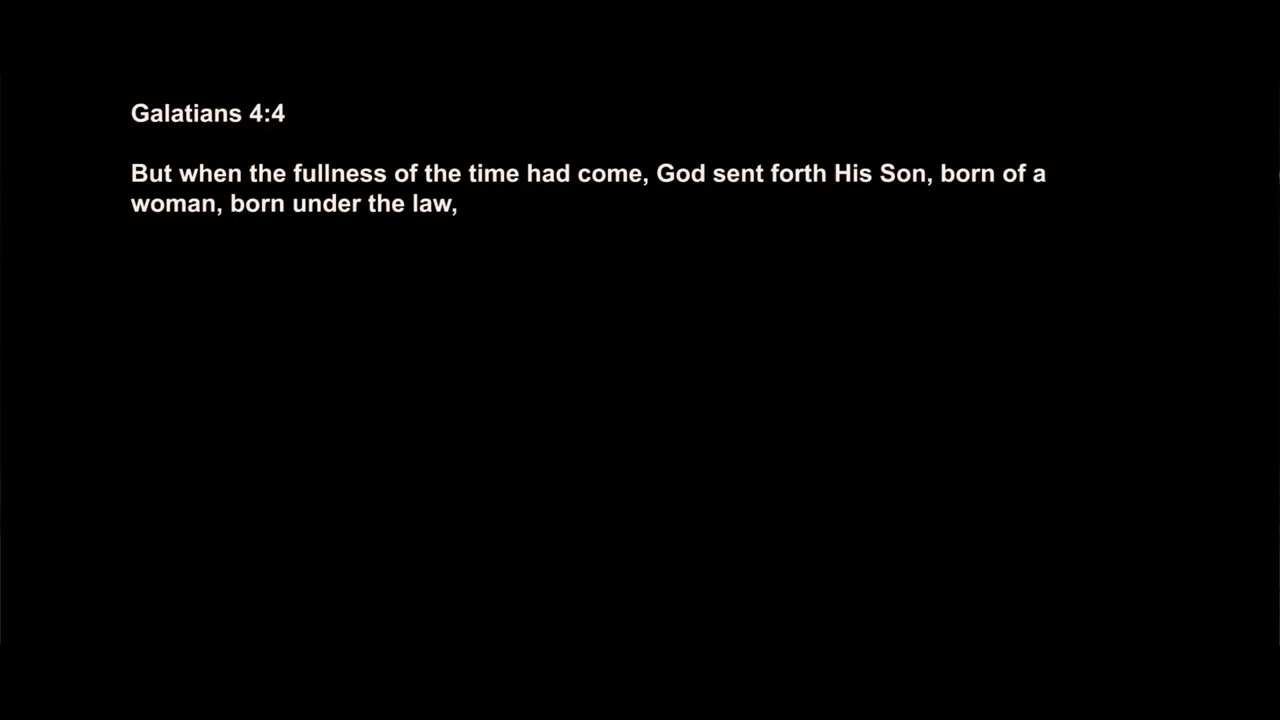 Galatians 4:4
But when the fullness of the time had come, God sent forth His Son, born of a
woman, born under the law,